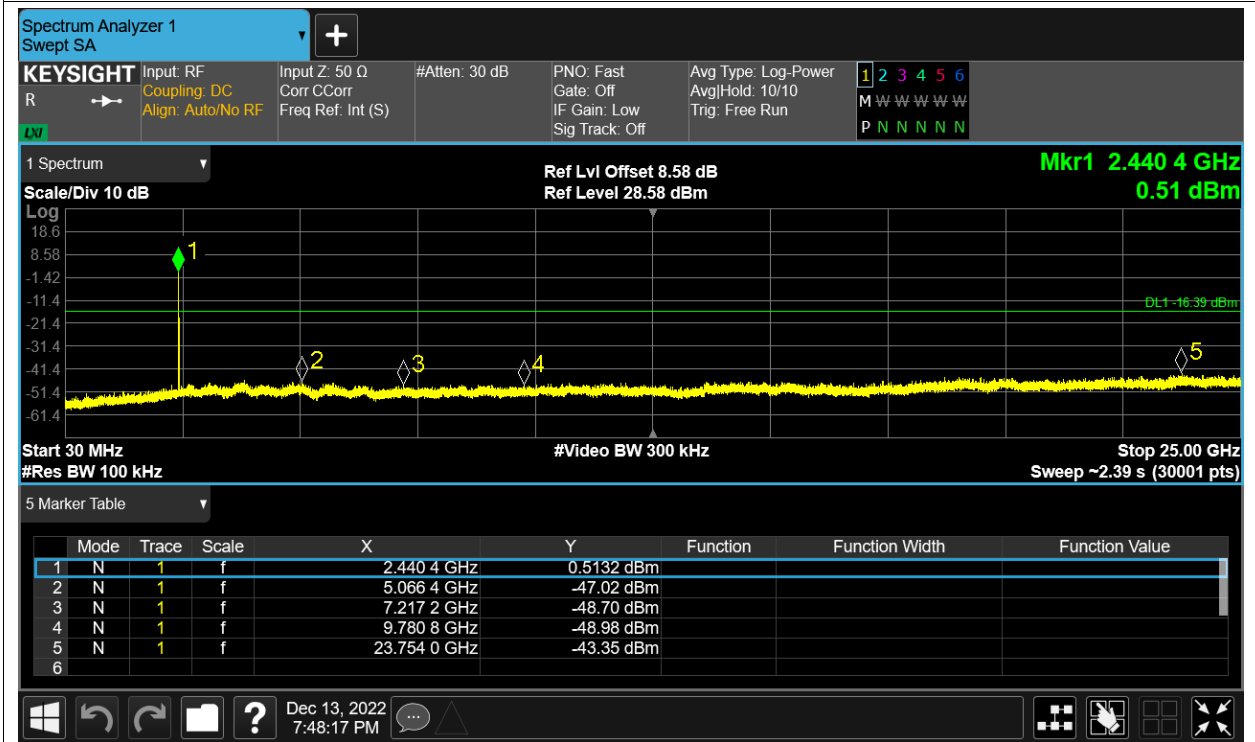 Spectrum Analyzer 1
Swept SA
KEYSIGHT Input: RF Input Z: 50 Ω #Atten: 30 dB PNO: Fast Avg Type: Log-Power 1 2 3 4 5 6
R Coupling: DC Corr CCorr Gate: Off Avg|Hold: 10/10 M W W W W W
Align: Auto/No RF Freq Ref: Int (S) IF Gain: Low Trig: Free Run
LXI Sig Track: Off P N N N N N
1 Spectrum Ref Lvl Offset 8.58 dB Mkr1 2.440 4 GHz
Scale/Div 10 dB Ref Level 28.58 dBm 0.51 dBm
Log
18.6
8.58 1
-1.42
-11.4 DL1 -16.39 dBm
-21.4
-31.4 5
-41.4 2 3 4
-51.4
-61.4
Start 30 MHz #Video BW 300 kHz Stop 25.00 GHz
#Res BW 100 kHz Sweep ~2.39 s (30001 pts)
5 Marker Table
Mode Trace Scale X Y Function Function Width Function Value
1 N 1 f 2.440 4 GHz 0.5132 dBm
2 N 1 f 5.066 4 GHz -47.02 dBm
3 N 1 f 7.217 2 GHz -48.70 dBm
4 N 1 f 9.780 8 GHz -48.98 dBm
5 N 1 f 23.754 0 GHz -43.35 dBm
6
? Dec 13, 2022
7:48:17 PM